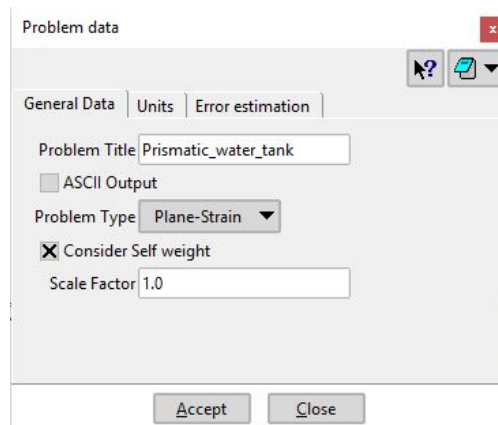 Problem data
x
?
General Data Units Error estimation
Problem Title Prismatic_water_tank
ASCII Output
Problem Type Plane-Strain
Consider Self weight
Scale Factor 1.0
Accept Close